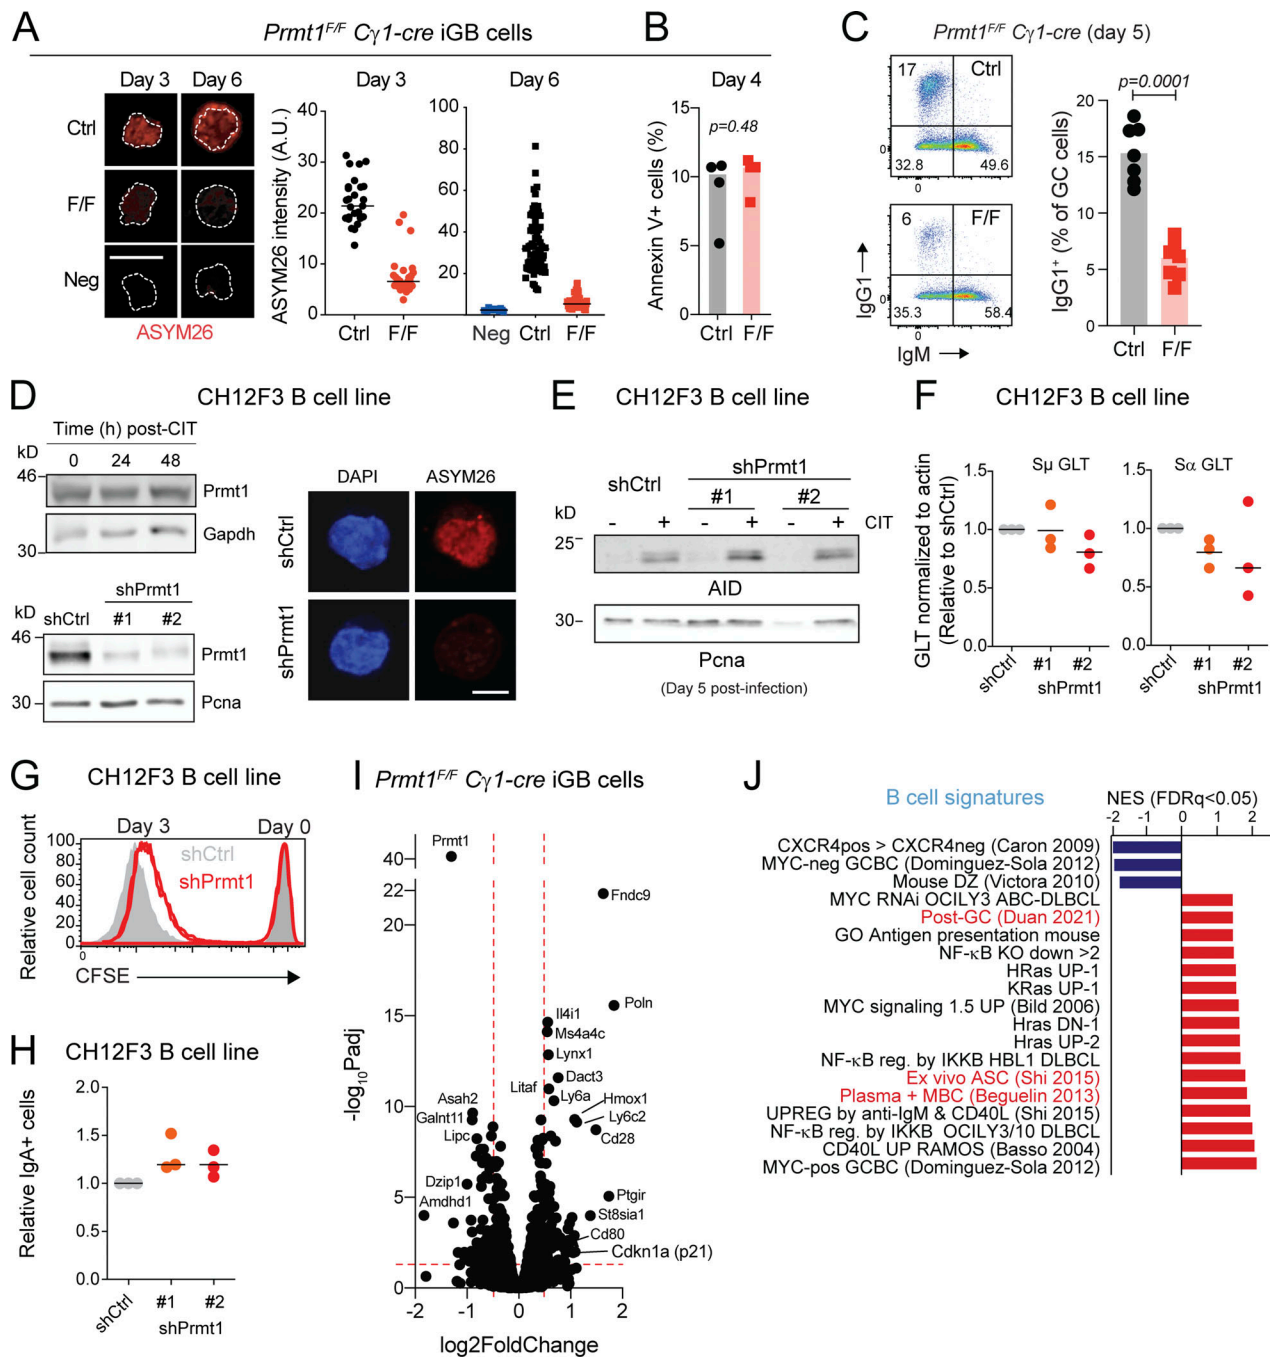 A
Prmt1F/F Cγ1-cre iGB cells
Day 3
Day 6
Ctrl
F/F
Neg
ASYM26
Day 3
Day 6
ASYM26 intensity (A.U.)
40
30
20
10
0
100
80
60
40
20
Ctrl
F/F
Neg
Ctrl
F/F
B
Day 4
p=0.48
Annexin V+ cells (%)
15
10
5
0
Ctrl
F/F
C
Prmt1F/F Cγ1-cre (day 5)
17
Ctrl
32.8
49.6
6
F/F
35.3
58.4
IgG1
IgM
p=0.0001
IgG1+ (% of GC cells)
20
15
10
5
0
Ctrl
F/F
D
CH12F3 B cell line
Time (h) post-CIT
kD
0 24 48
46
Prmt1
Gapdh
30
shPrmt1
kD
shCtrl #1 #2
46
Prmt1
30
Pcna
DAPI
ASYM26
shCtrl
shPrmt1
E
CH12F3 B cell line
shPrmt1
shCtrl
#1 #2
kD
- + - + - + CIT
25
AID
30
Pcna
(Day 5 post-infection)
F
CH12F3 B cell line
GLT normalized to actin
(Relative to shCtrl)
Sμ GLT
1.5
1.0
0.5
0.0
shCtrl
#1 #2
shPrmt1
Sα GLT
1.5
1.0
0.5
0.0
shCtrl
#1 #2
shPrmt1
G
CH12F3 B cell line
Day 3
Day 0
shCtrl
shPrmt1
Relative cell count
100
80
60
40
20
0
0
CFSE
H
CH12F3 B cell line
Relative IgA+ cells
2.0
1.5
1.0
0.5
0.0
shCtrl
#1 #2
shPrmt1
I
Prmt1F/F Cγ1-cre iGB cells
-log10Padj
40
22
20
15
10
5
0
Prmt1
Fndc9
Poln
Il4i1
Ms4a4c
Lynx1
Dact3
Litaf
Ly6a
Hmox1
Ly6c2
Cd28
Asah2
Galnt11
Lipc
Dzip1
Amdhd1
Ptgir
St8sia1
Cd80
Cdkn1a (p21)
-2 -1 0 1 2
log2FoldChange
J
B cell signatures
NES (FDRq<0.05)
-2 -1 0 1 2
CXCR4pos > CXCR4neg (Caron 2009)
MYC-neg GCBC (Dominguez-Sola 2012)
Mouse DZ (Victora 2010)
MYC RNAi OCILY3 ABC-DLBCL
Post-GC (Duan 2021)
GO Antigen presentation mouse
NF-κB KO down >2
HRas UP-1
KRas UP-1
MYC signaling 1.5 UP (Bild 2006)
Hras DN-1
Hras UP-2
NF-κB reg. by IKKB HBL1 DLBCL
Ex vivo ASC (Shi 2015)
Plasma + MBC (Beguelin 2013)
UPREG by anti-IgM & CD40L (Shi 2015)
NF-κB reg. by IKKB OCILY3/10 DLBCL
CD40L UP RAMOS (Basso 2004)
MYC-pos GCBC (Dominguez-Sola 2012)